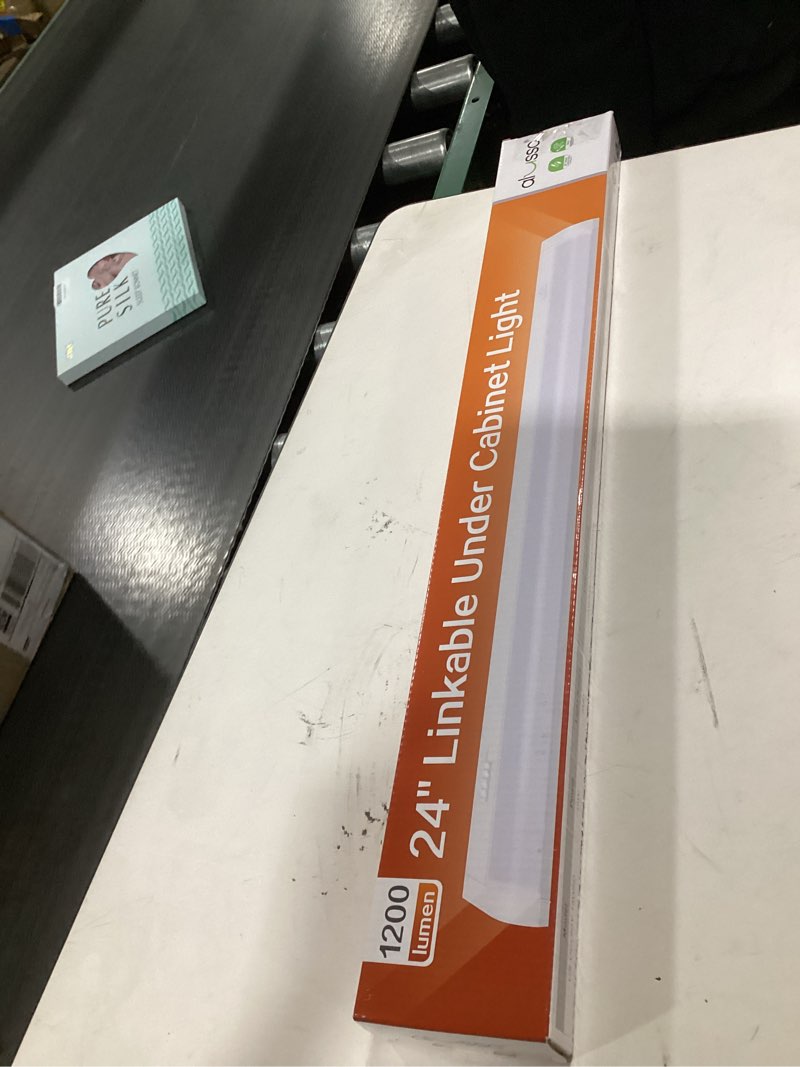 24" Linkable Under Cabinet Light
1200
lumen
PURE
SILK